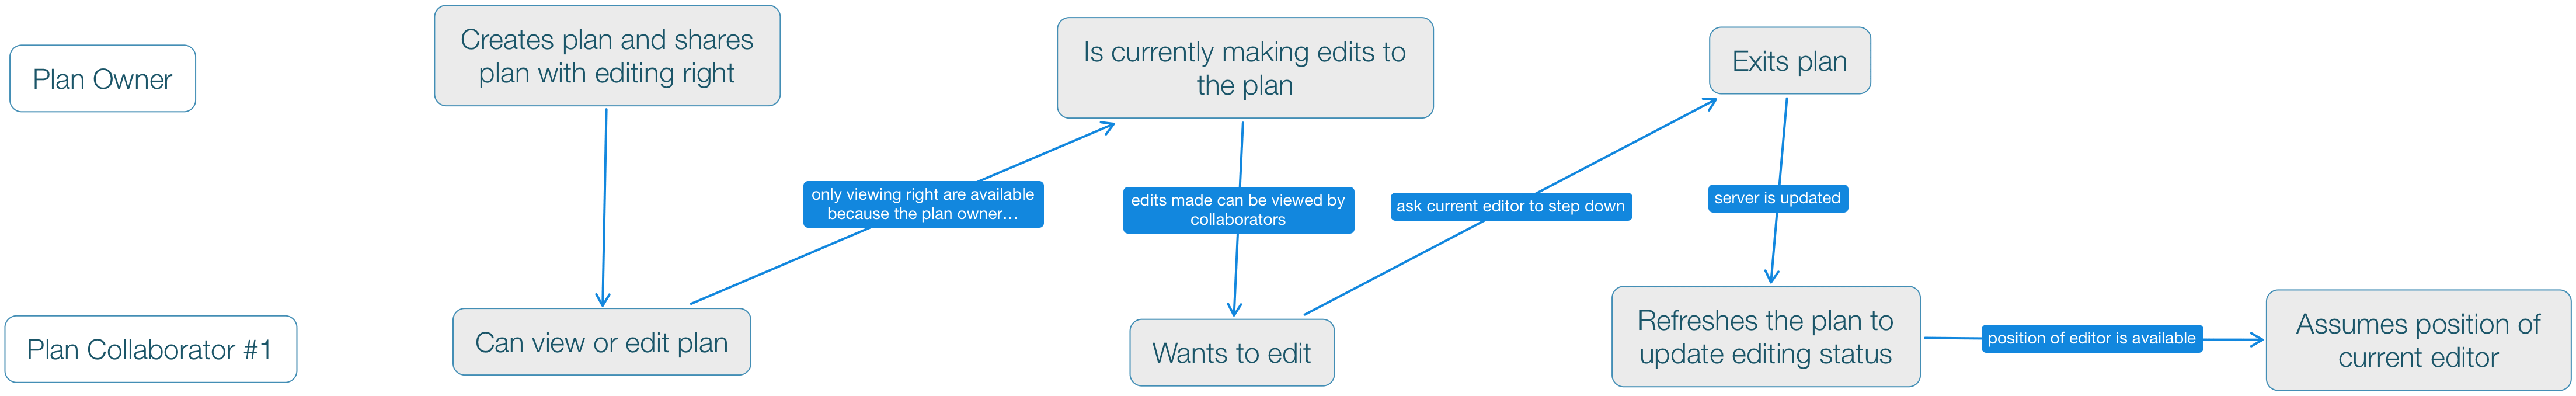 Plan Owner
Creates plan and shares
plan with editing right
Is currently making edits to
the plan
Exits plan
only viewing right are available
because the plan owner...
edits made can be viewed by
collaborators
ask current editor to step down
server is updated
Plan Collaborator #1
Can view or edit plan
Wants to edit
Refreshes the plan to
update editing status
position of editor is available
Assumes position of
current editor